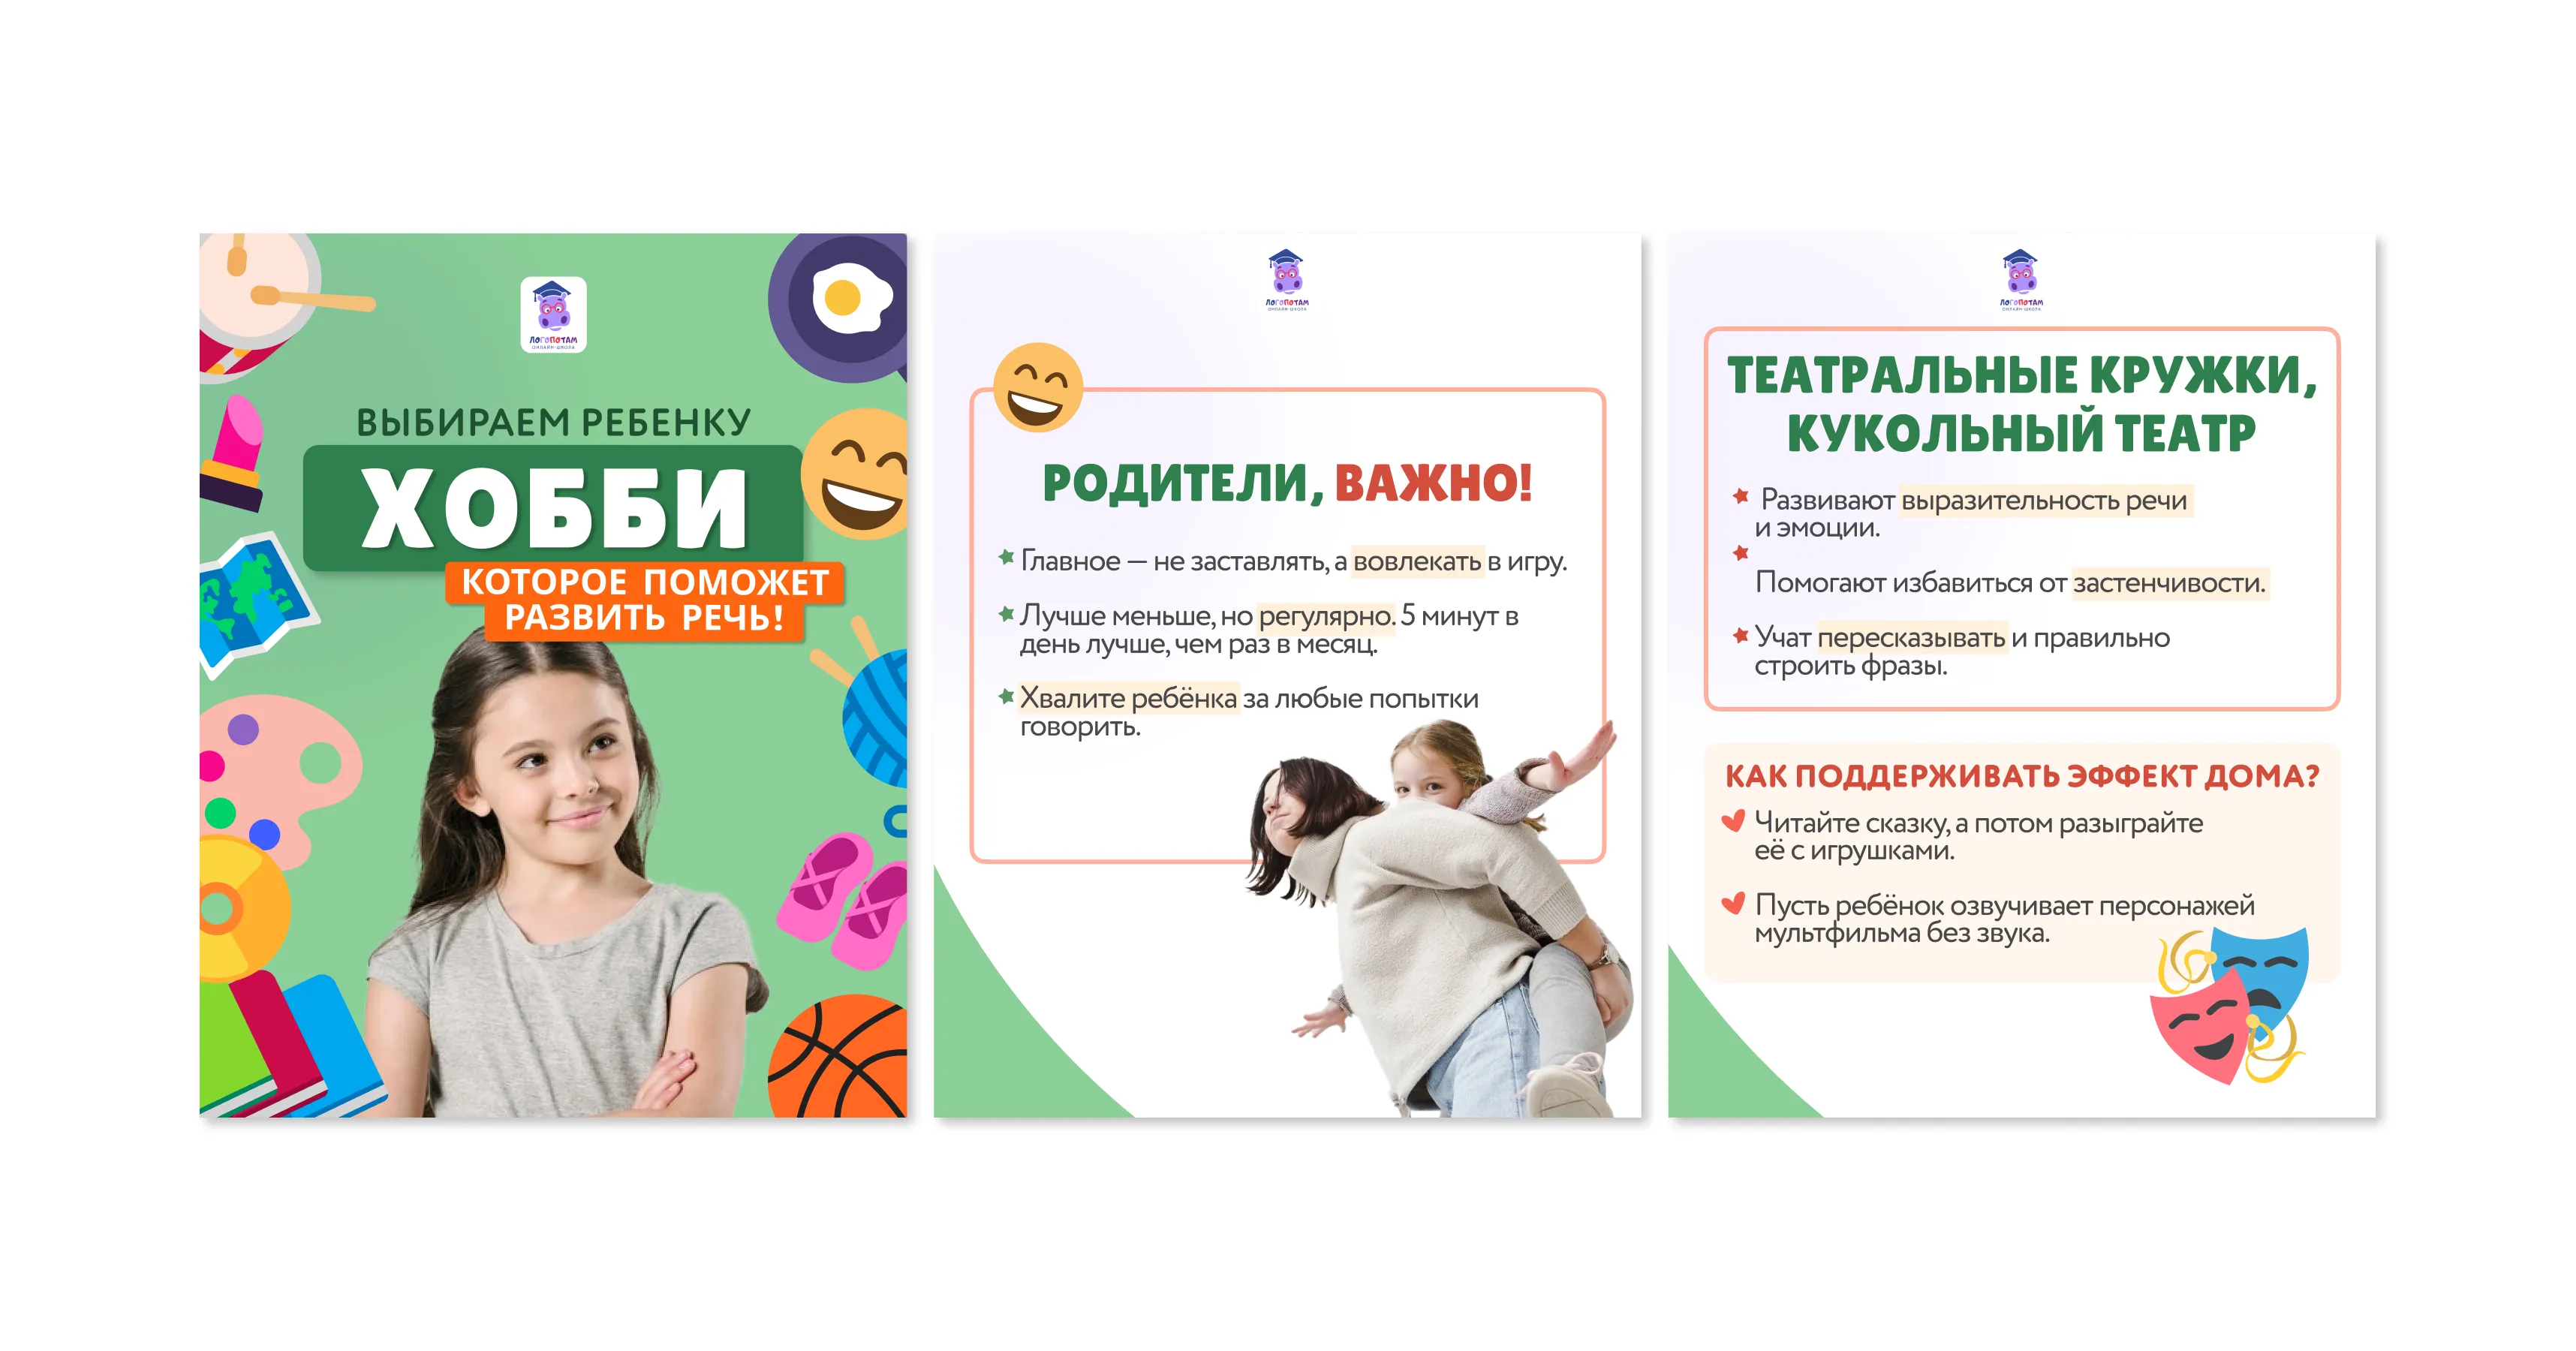 ЛОГОПОТАМ
ОНЛАЙН-ШКОЛА
ВЫБИРАЕМ РЕБЕНКУ
ХОББИ
КОТОРОЕ ПОМОЖЕТ
РАЗВИТЬ РЕЧЬ!
ЛОГОПОТАМ
ОНЛАЙН-ШКОЛА
РОДИТЕЛИ, ВАЖНО!
Главное — не заставлять, а вовлекать в игру.
Лучше меньше, но регулярно. 5 минут в
день лучше, чем раз в месяц.
Хвалите ребёнка за любые попытки
говорить.
ЛОГОПОТАМ
ОНЛАЙН-ШКОЛА
ТЕАТРАЛЬНЫЕ КРУЖКИ,
КУКОЛЬНЫЙ ТЕАТР
Развивают выразительность речи
и эмоции.
Помогают избавиться от застенчивости.
Учат пересказывать и правильно
строить фразы.
КАК ПОДДЕРЖИВАТЬ ЭФФЕКТ ДОМА?
Читайте сказку, а потом разыграйте
её с игрушками.
Пусть ребёнок озвучивает персонажей
мультфильма без звука.